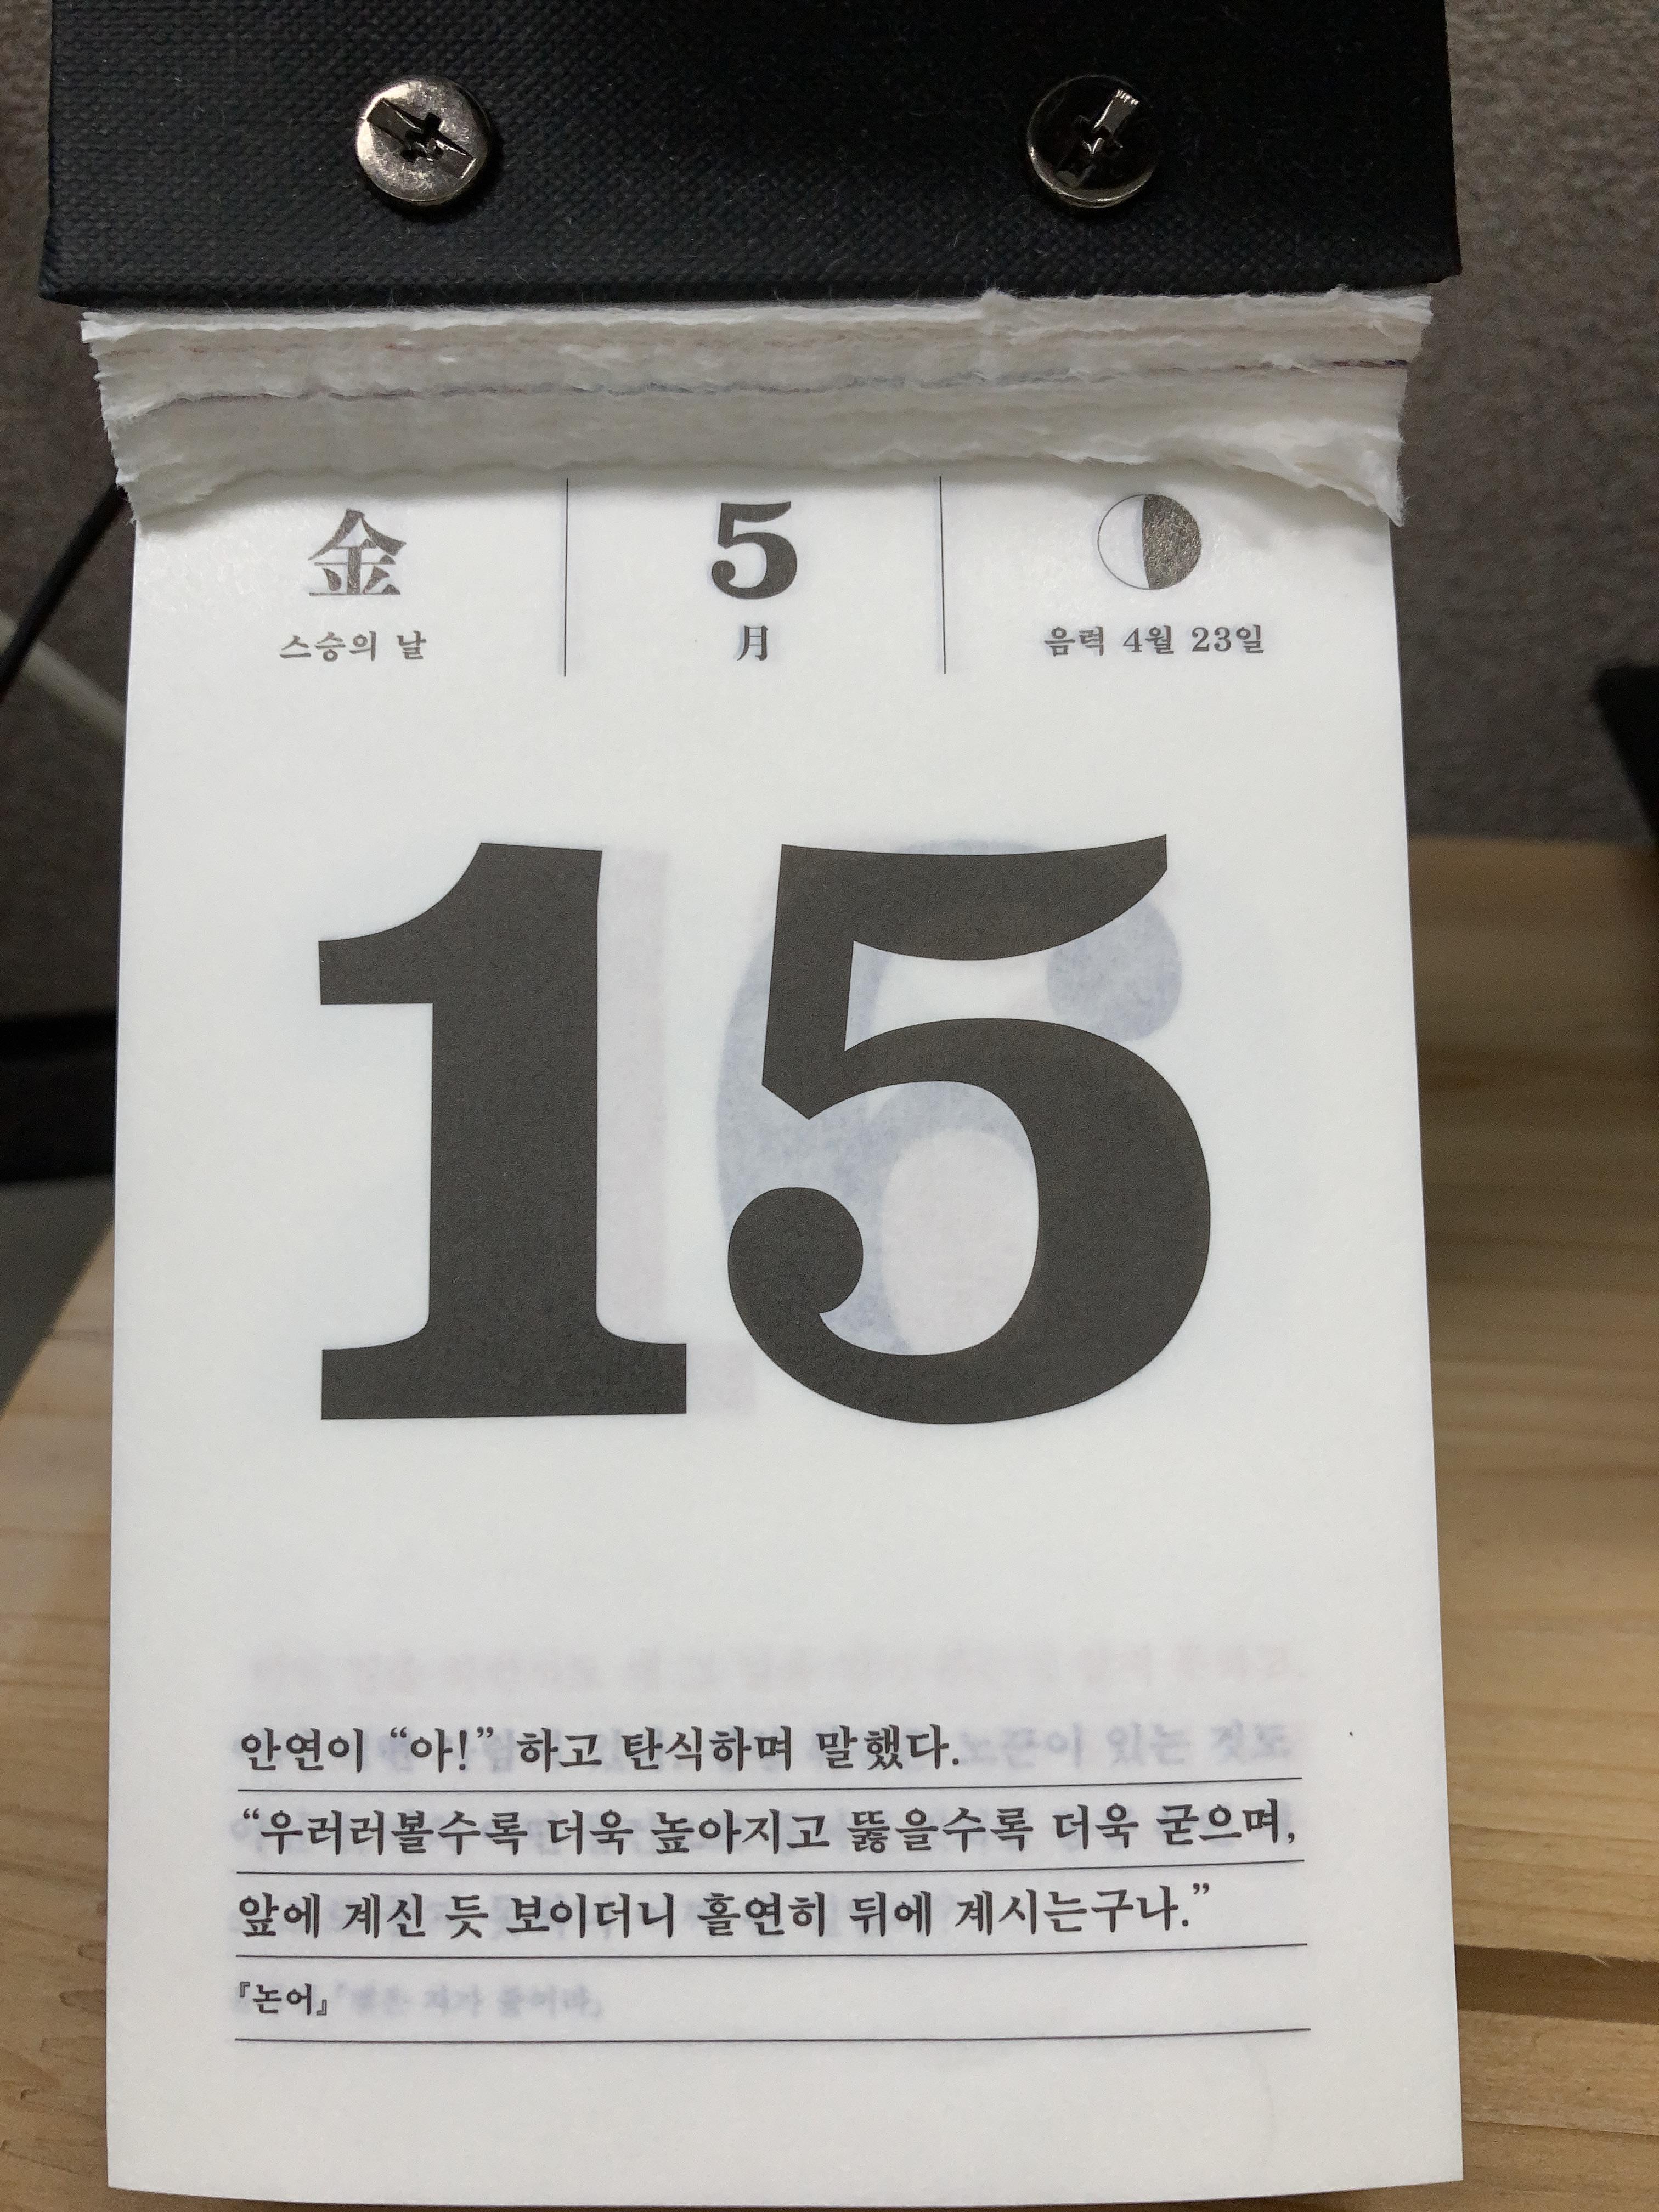 金
스승의 날
5
月
음력 4월 23일
15
안연이 “아!” 하고 탄식하며 말했다.
“우러러볼수록 더욱 높아지고 뚫을수록 더욱 굳으며,
앞에 계신 듯 보이더니 홀연히 뒤에 계시는구나.”
『논어』